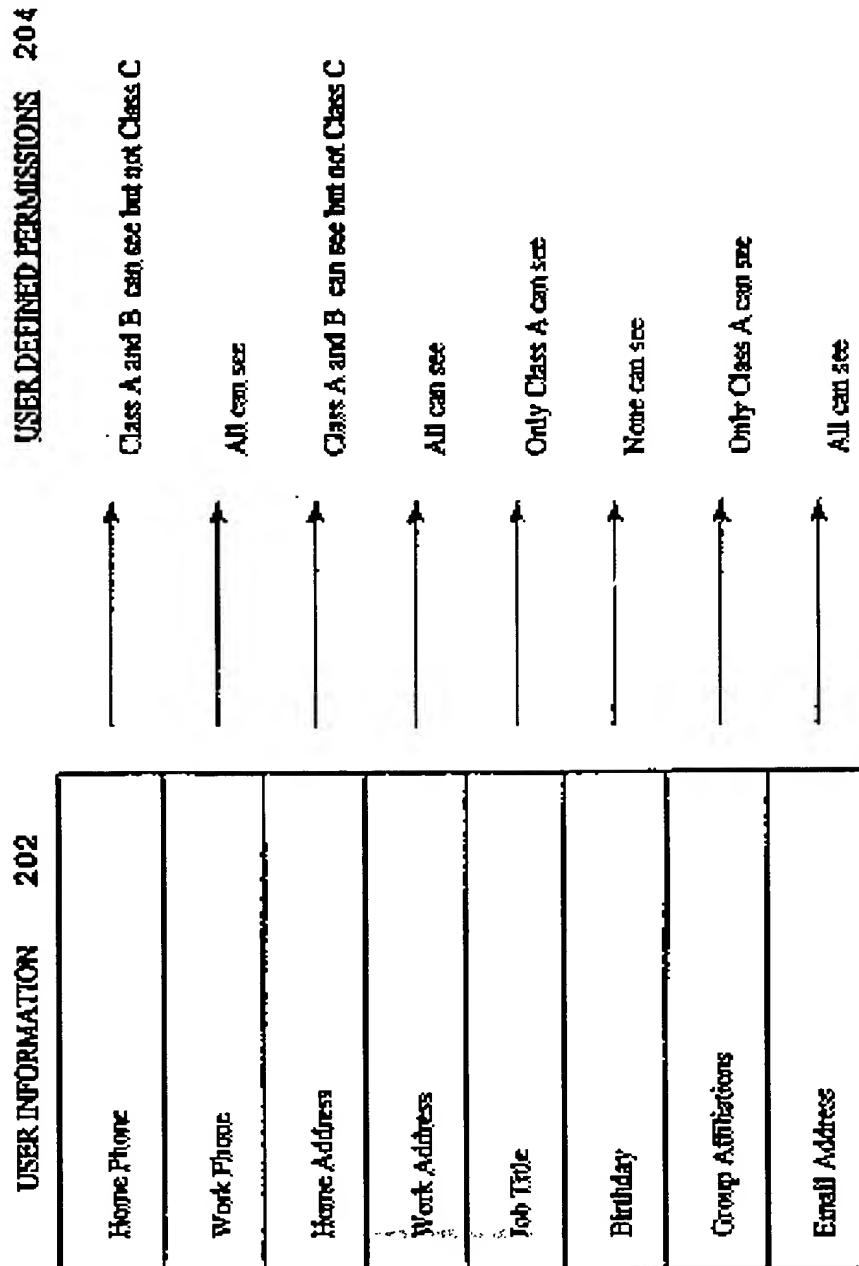 USER INFORMATION 202 USER DEFINED PERMISSIONS 204
Home Phone Class A and B can see but not Class C
Work Phone All can see
Home Address Class A and B can see but not Class C
Work Address All can see
Job Title Only Class A can see
Birthday None can see
Group Affiliations Only Class A can see
Email Address All can see